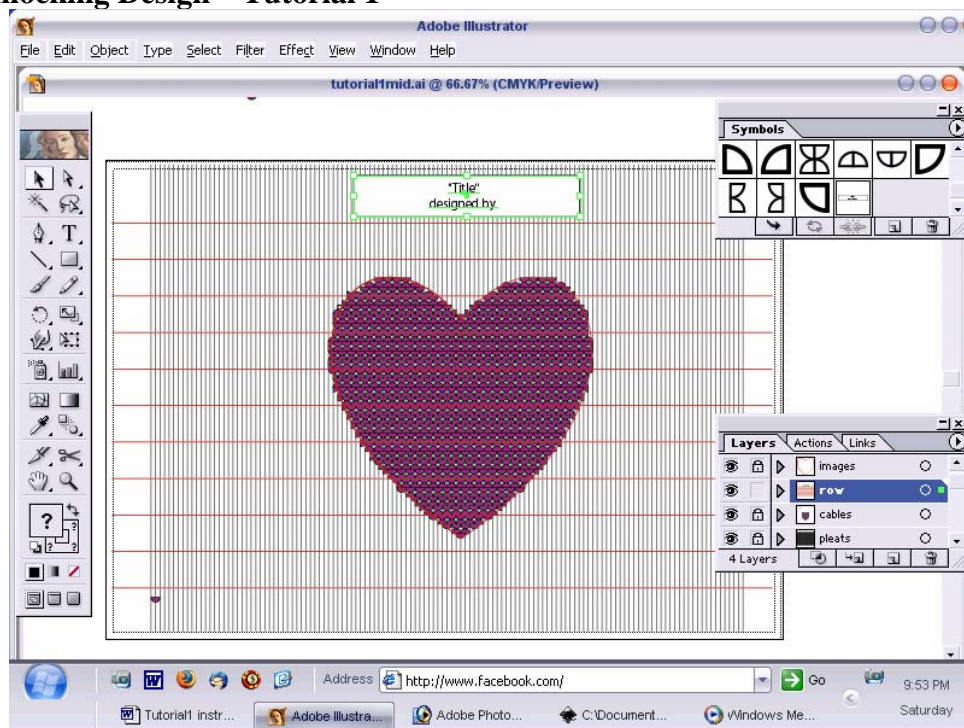 Design – Tutorial 1
Adobe Illustrator
File Edit Object Type Select Filter Effect View Window Help
tutorial1mid.ai @ 66.67% (CMYK/Preview)
Symbols
"Title"
designed by
Layers Actions Links
images
row
cables
pleats
4 Layers
Address http://www.facebook.com/ Go 9:53 PM
Tutorial1 instr... Adobe Illustra... Adobe Photo... C:\Document... Windows Me... Saturday